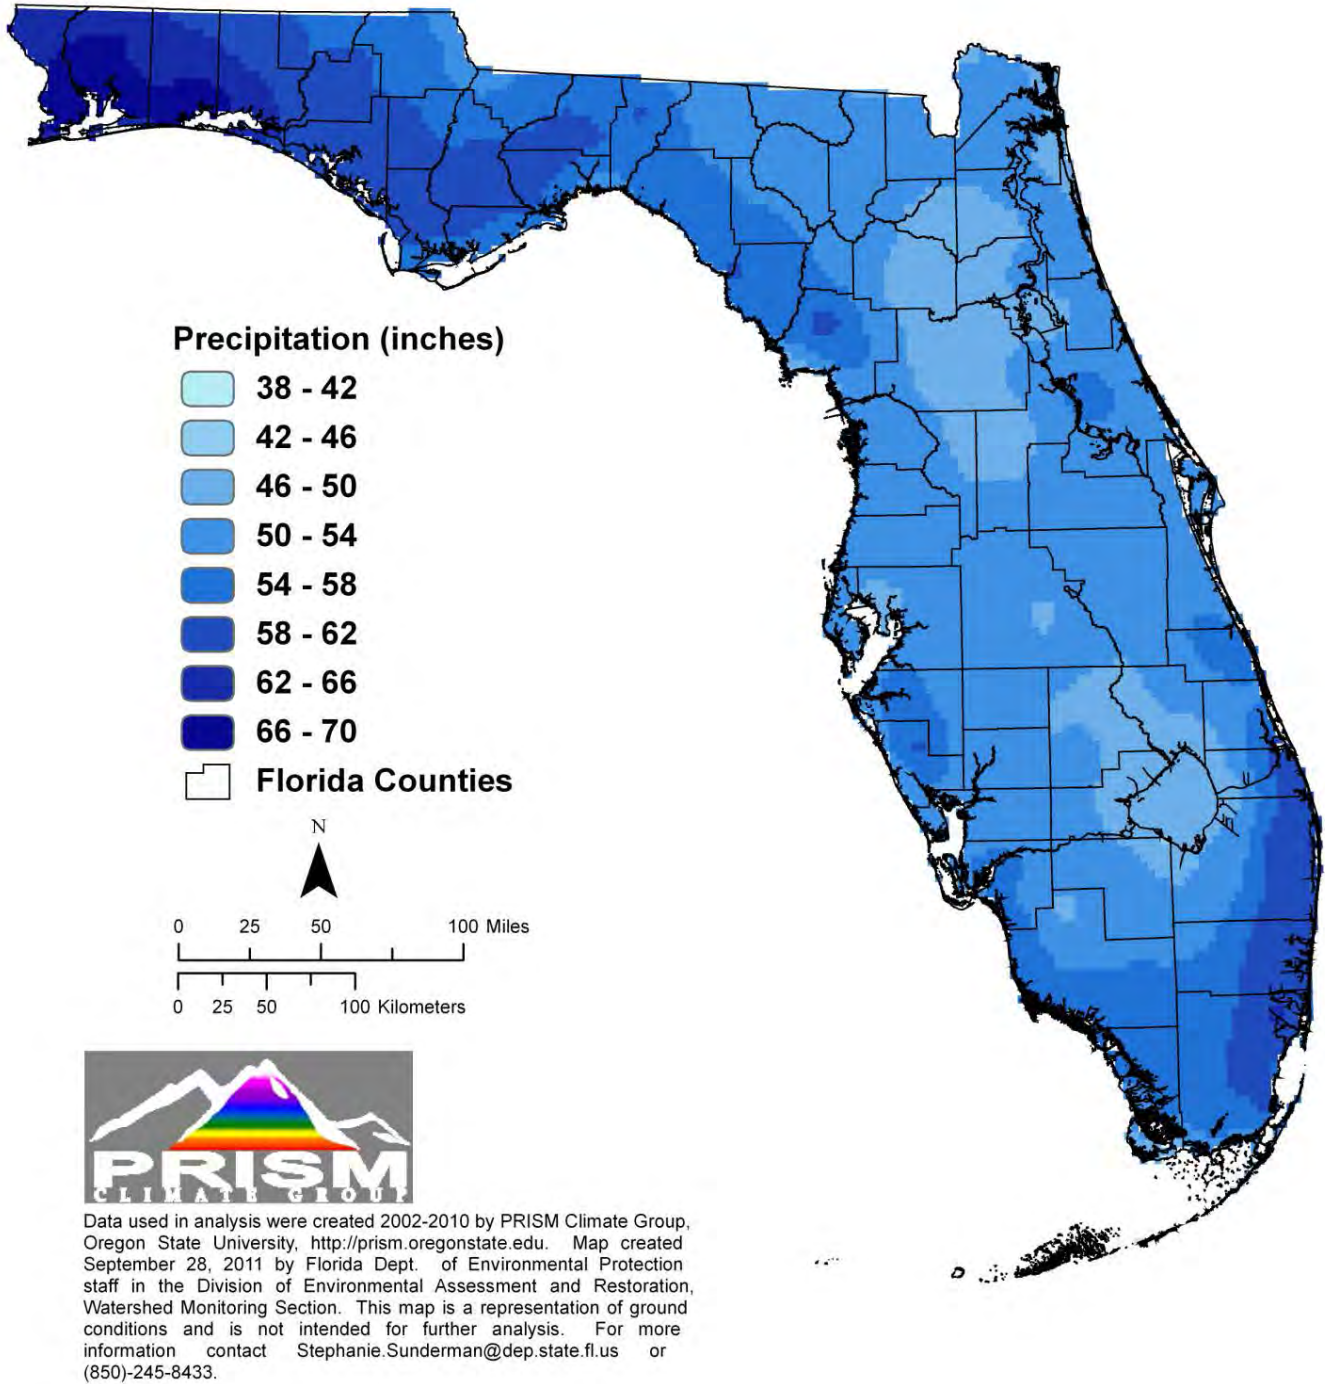 Precipitation (inches)
38 - 42
42 - 46
46 - 50
50 - 54
54 - 58
58 - 62
62 - 66
66 - 70
Florida Counties
N
0 25 50 100 Miles
0 25 50 100 Kilometers
PRISM
CLIMATE GROUP
Data used in analysis were created 2002-2010 by PRISM Climate Group,
Oregon State University, http://prism.oregonstate.edu. Map created
September 28, 2011 by Florida Dept. of Environmental Protection
staff in the Division of Environmental Assessment and Restoration,
Watershed Monitoring Section. This map is a representation of ground
conditions and is not intended for further analysis. For more
information contact Stephanie.Sunderman@dep.state.fl.us or
(850)-245-8433.